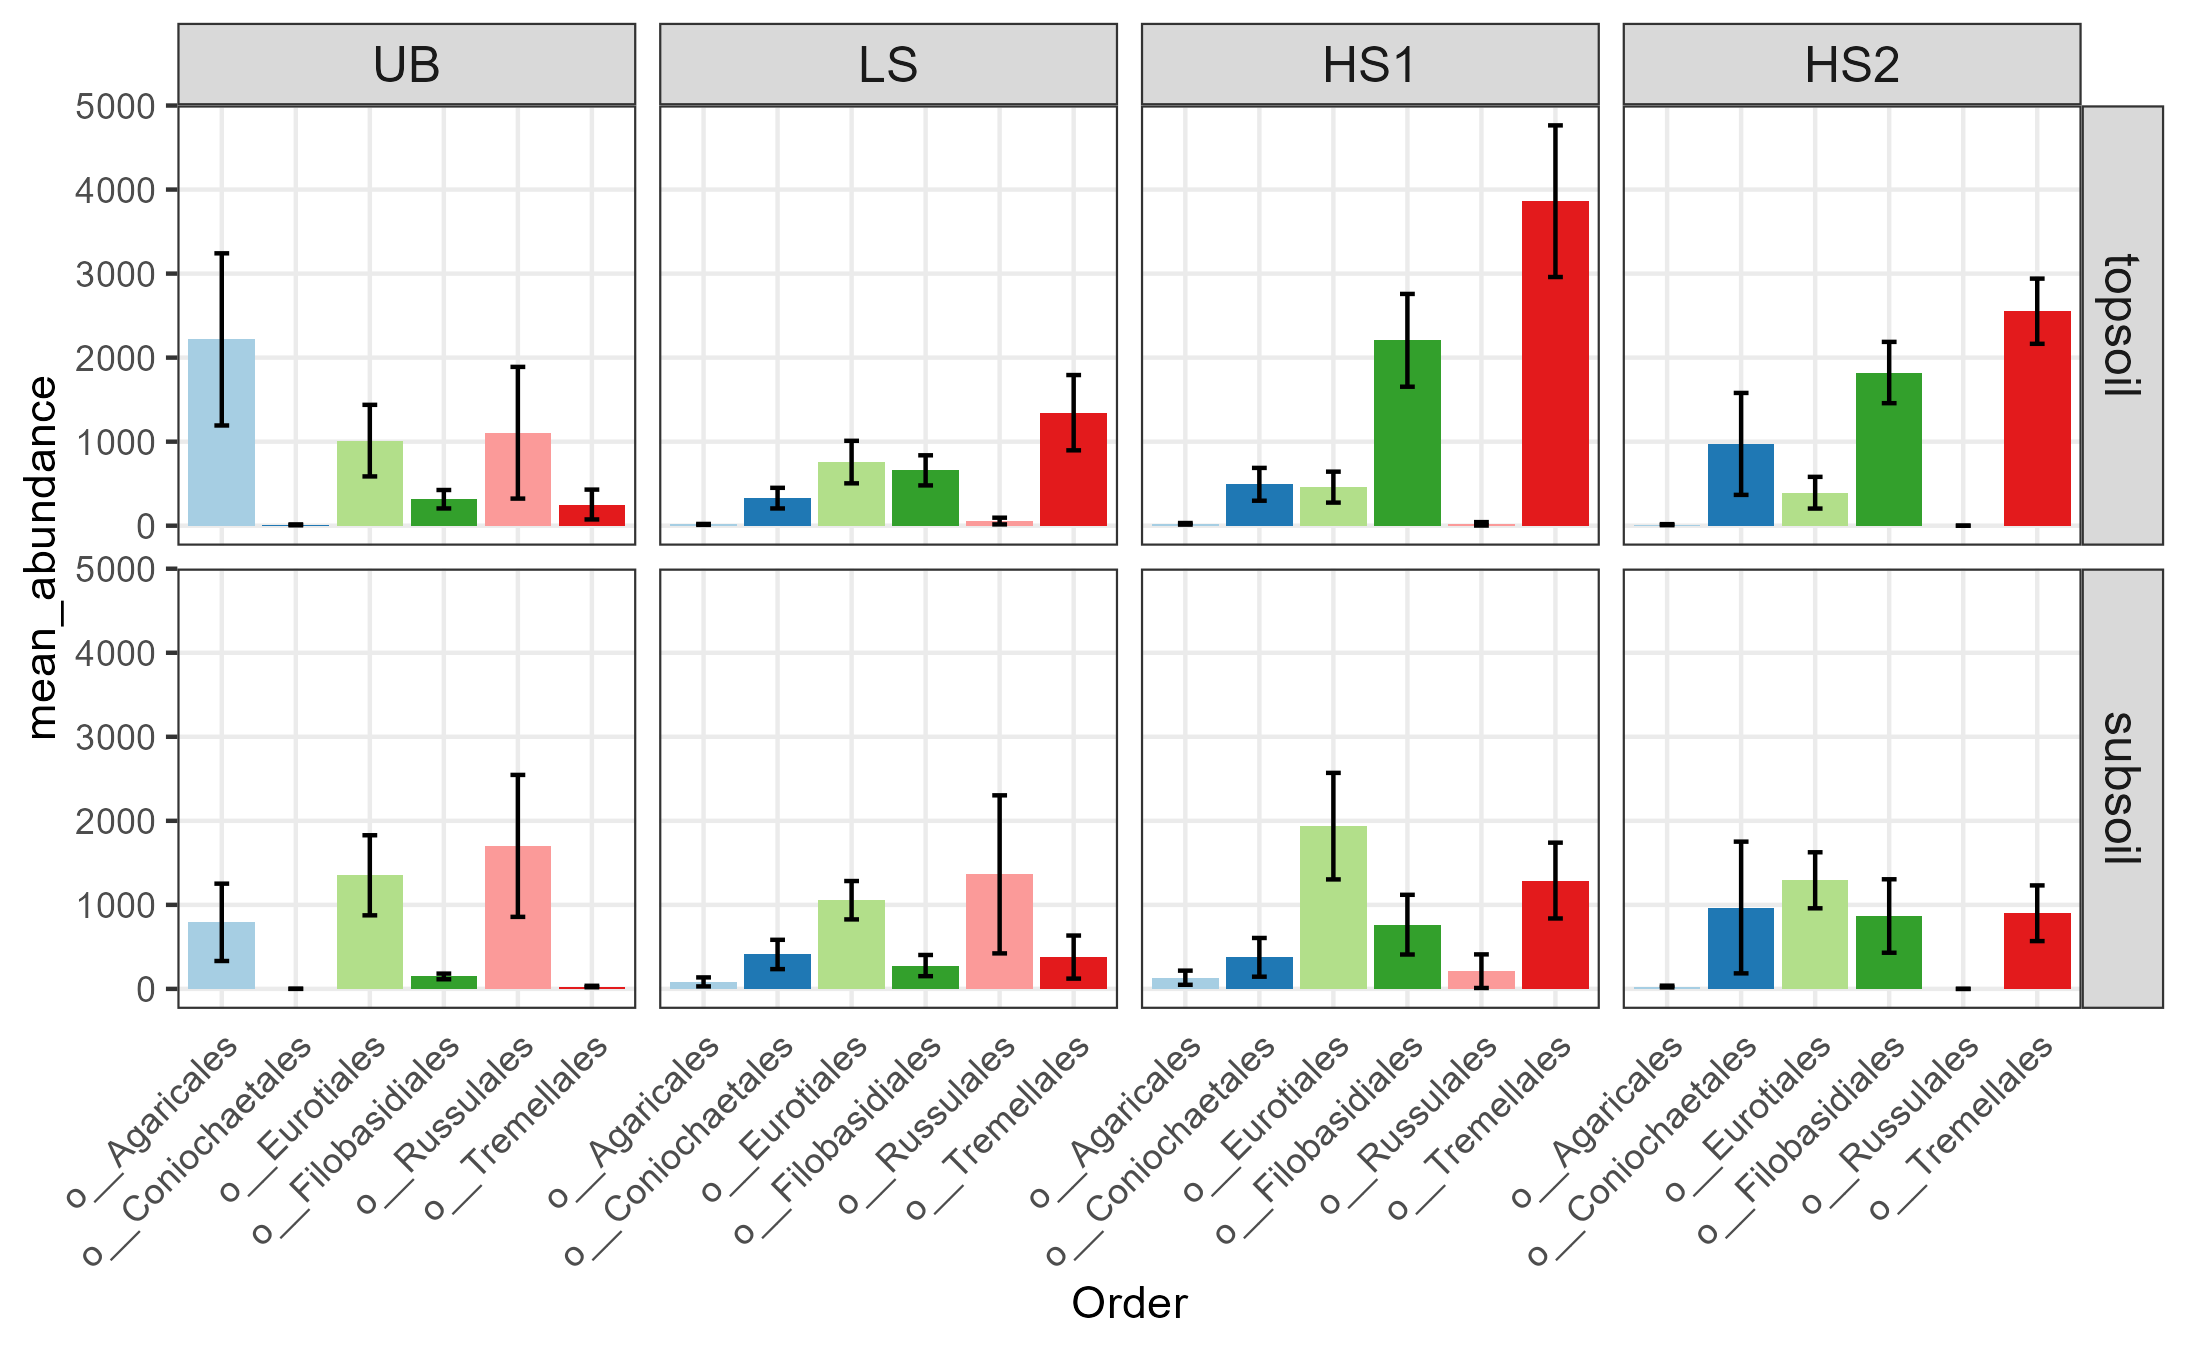 UB
LS
HS1
HS2
5000
4000
3000
2000
1000
0
topsoil
mean_abundance
5000
4000
3000
2000
1000
0
subsoil
o__Agaricales
o__Coniochaetales
o__Eurotiales
o__Filobasidiales
o__Russulales
o__Tremellales
o__Agaricales
o__Coniochaetales
o__Eurotiales
o__Filobasidiales
o__Russulales
o__Tremellales
o__Agaricales
o__Coniochaetales
o__Eurotiales
o__Filobasidiales
o__Russulales
o__Tremellales
o__Agaricales
o__Coniochaetales
o__Eurotiales
o__Filobasidiales
o__Russulales
o__Tremellales
Order